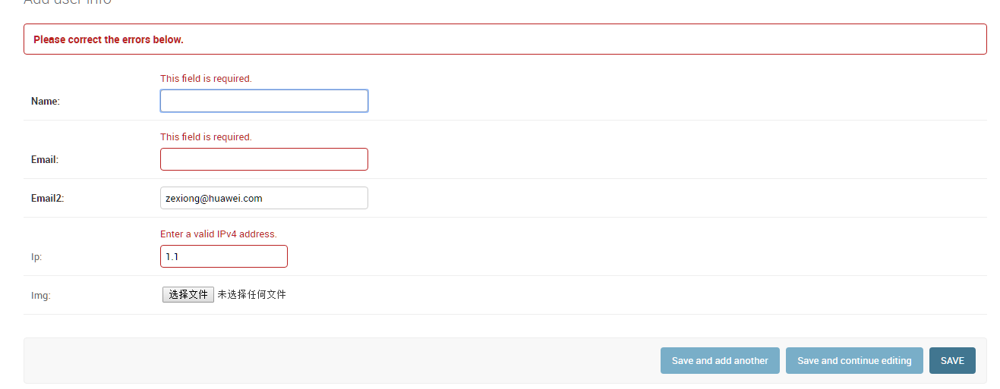 Add user info
Please correct the errors below.
This field is required.
Name:
This field is required.
Email:
Email2: zexiong@huawei.com
Enter a valid IPv4 address.
Ip: 1.1
Img: 选择文件 未选择任何文件
Save and add another Save and continue editing SAVE